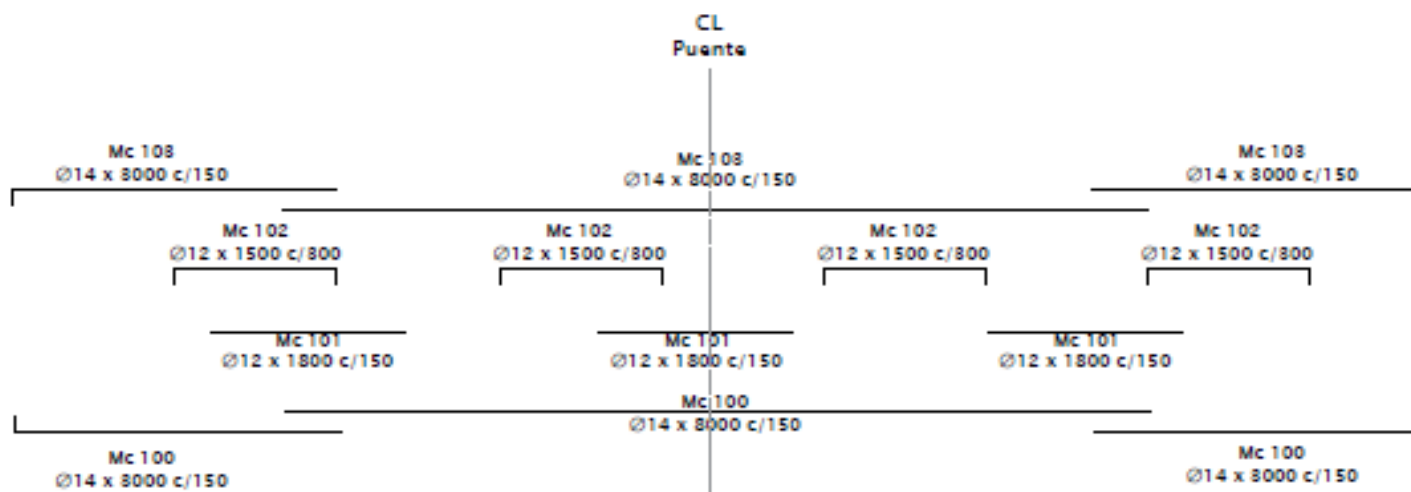 CL
Puente
Mc 108
Ø14 x 8000 c/150
Mc 108
Ø14 x 8000 c/150
Mc 108
Ø14 x 8000 c/150
Mc 102
Ø12 x 1500 c/800
Mc 102
Ø12 x 1500 c/800
Mc 102
Ø12 x 1500 c/800
Mc 102
Ø12 x 1500 c/800
Mc 101
Ø12 x 1800 c/150
Mc 101
Ø12 x 1800 c/150
Mc 101
Ø12 x 1800 c/150
Mc 100
Ø14 x 8000 c/150
Mc 100
Ø14 x 8000 c/150
Mc 100
Ø14 x 8000 c/150